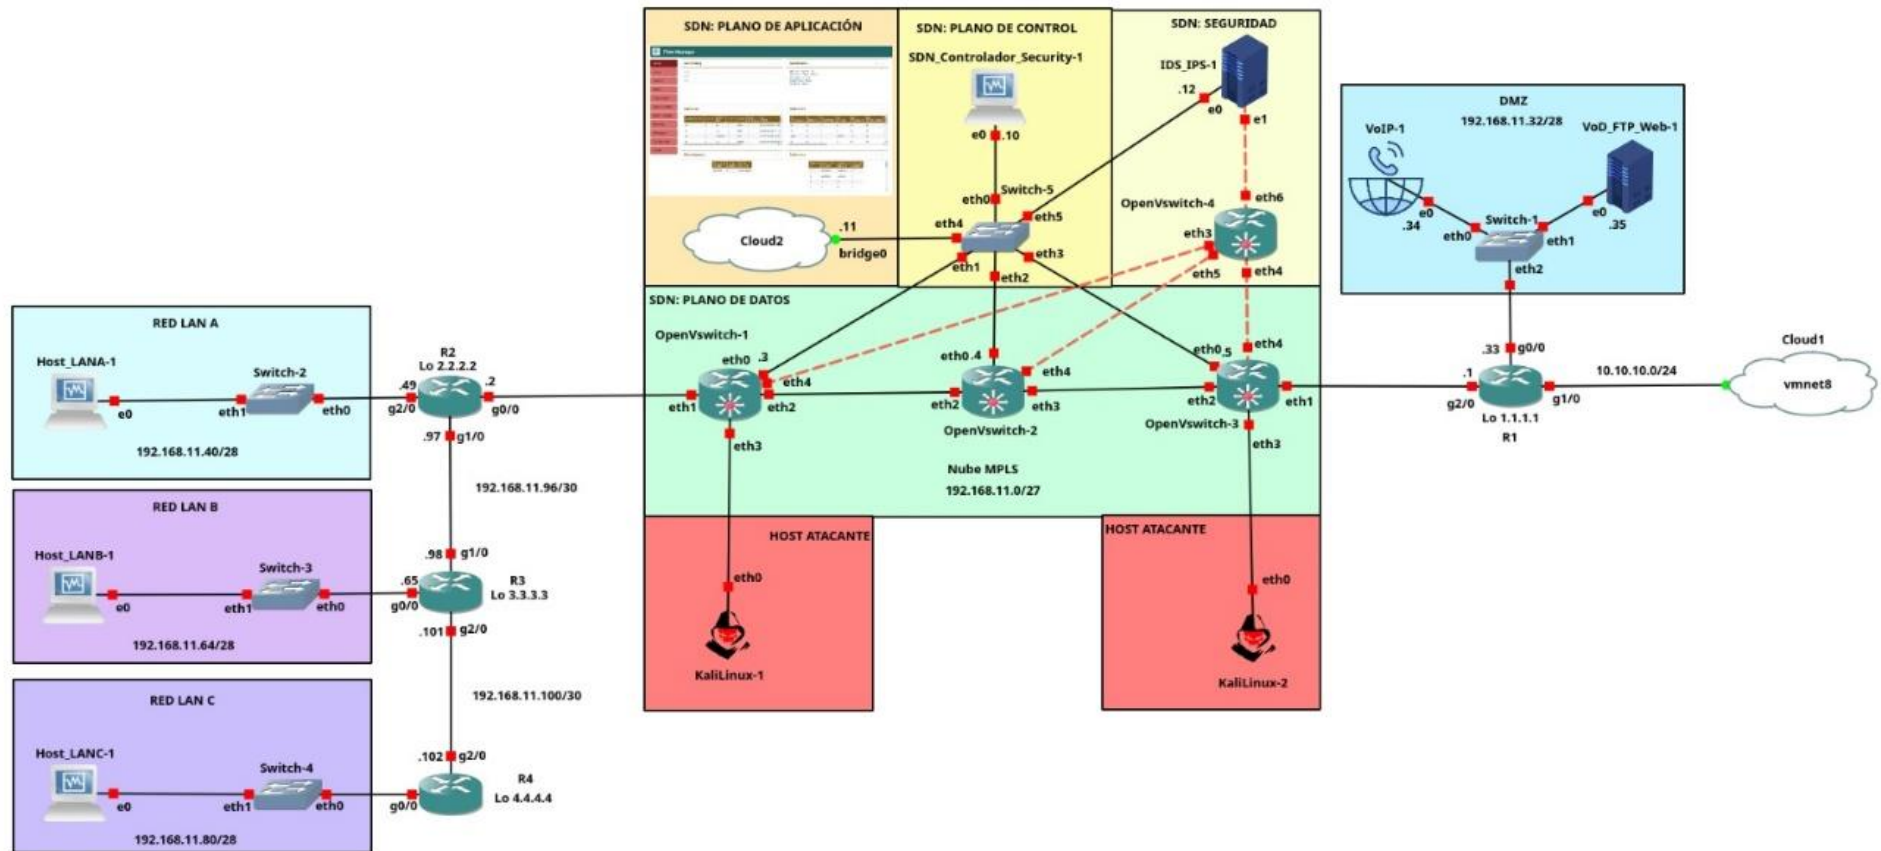 SDN: PLANO DE APLICACIÓN
Cloud2
.11
bridge0
SDN: PLANO DE CONTROL
SDN_Controlador_Security-1
e0
.10
eth0
Switch-5
eth4
eth5
eth1
eth3
eth2
SDN: SEGURIDAD
IDS_IPS-1
.12
e0
e1
OpenVswitch-4
eth6
eth3
eth5
eth4
DMZ
192.168.11.32/28
VoIP-1
VoD_FTP_Web-1
e0
.34
e0
.35
Switch-1
eth0
eth1
eth2
RED LAN A
Host_LANA-1
e0
Switch-2
eth1
eth0
192.168.11.40/28
R2
Lo 2.2.2.2
.49
g2/0
.2
g0/0
.97
g1/0
192.168.11.96/30
SDN: PLANO DE DATOS
OpenVswitch-1
eth0
.3
eth4
eth1
eth2
eth3
eth0
.4
eth4
eth2
eth3
OpenVswitch-2
eth4
eth0
.5
eth2
eth1
OpenVswitch-3
eth3
Nube MPLS
192.168.11.0/27
.33
g0/0
.1
g2/0
g1/0
Lo 1.1.1.1
R1
10.10.10.0/24
Cloud1
vmnet8
RED LAN B
Host_LANB-1
e0
Switch-3
eth1
eth0
192.168.11.64/28
.98
g1/0
.65
g0/0
R3
Lo 3.3.3.3
.101
g2/0
192.168.11.100/30
HOST ATACANTE
eth0
KaliLinux-1
HOST ATACANTE
eth0
KaliLinux-2
RED LAN C
Host_LANC-1
e0
Switch-4
eth1
eth0
192.168.11.80/28
.102
g2/0
g0/0
R4
Lo 4.4.4.4